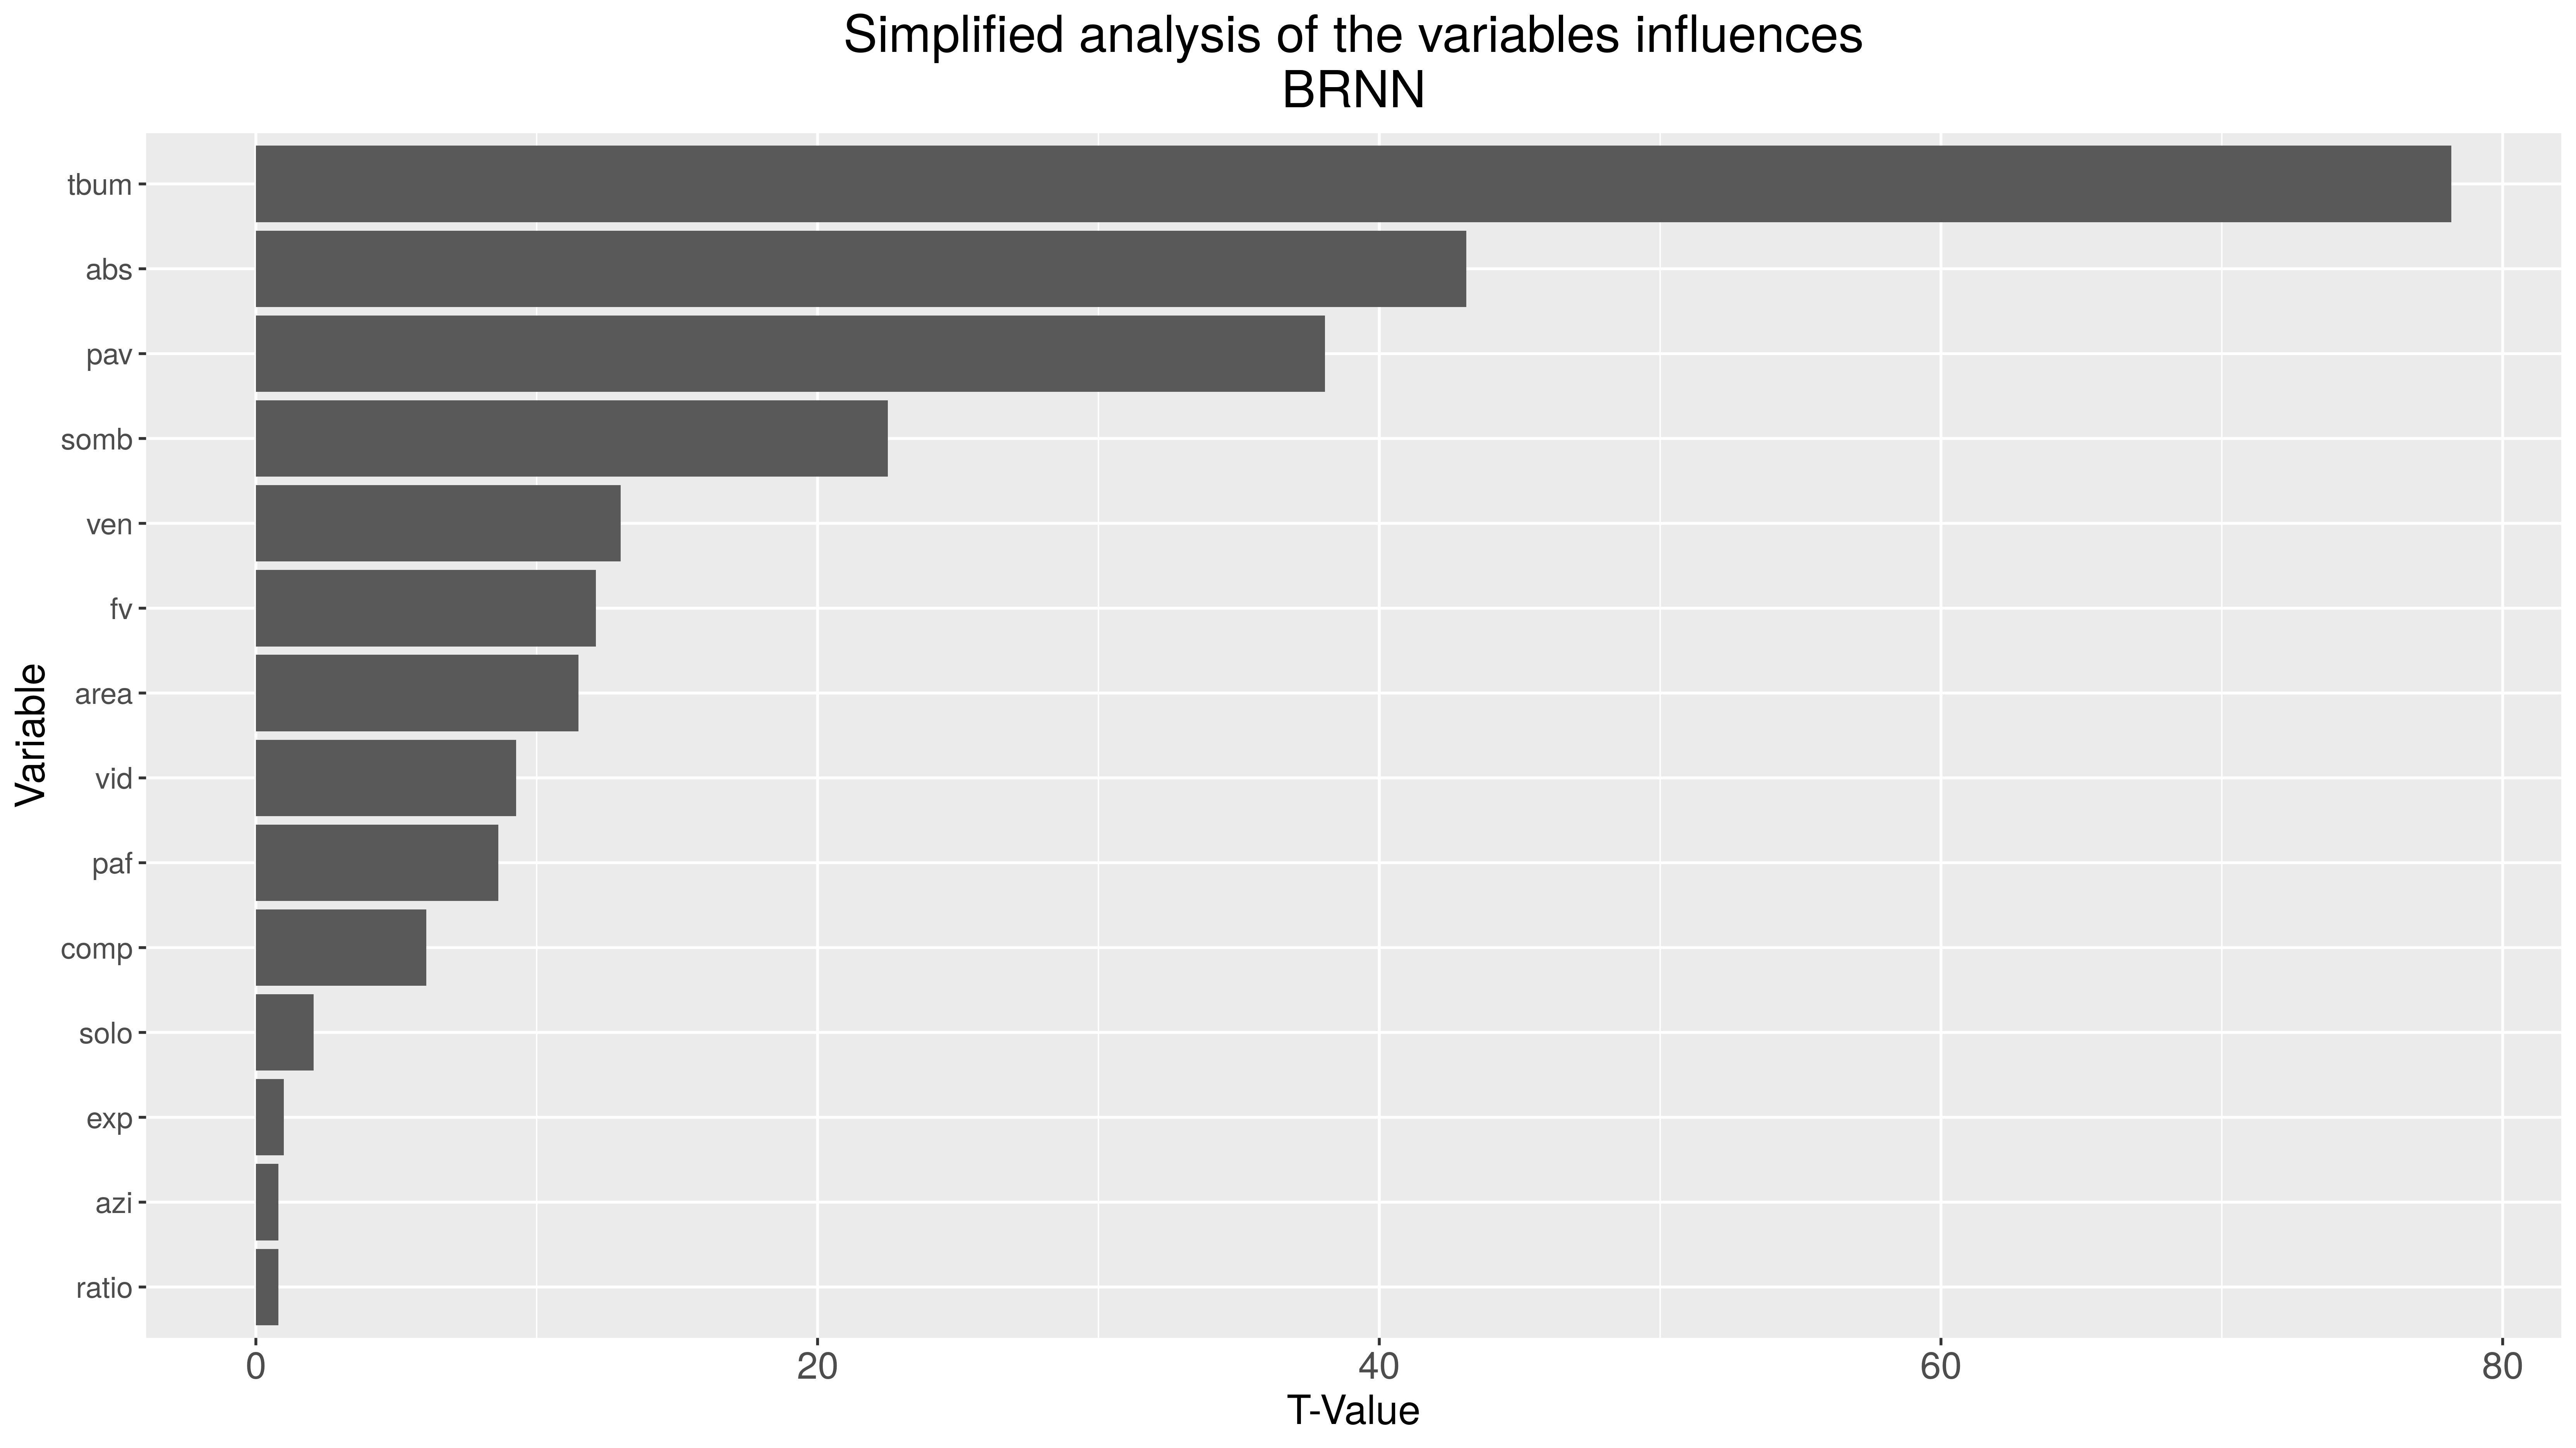 Simplified analysis of the variables influences
BRNN
Variable
tbum
abs
pav
somb
ven
fv
area
vid
paf
comp
solo
exp
azi
ratio
0 20 40 60 80
T-Value